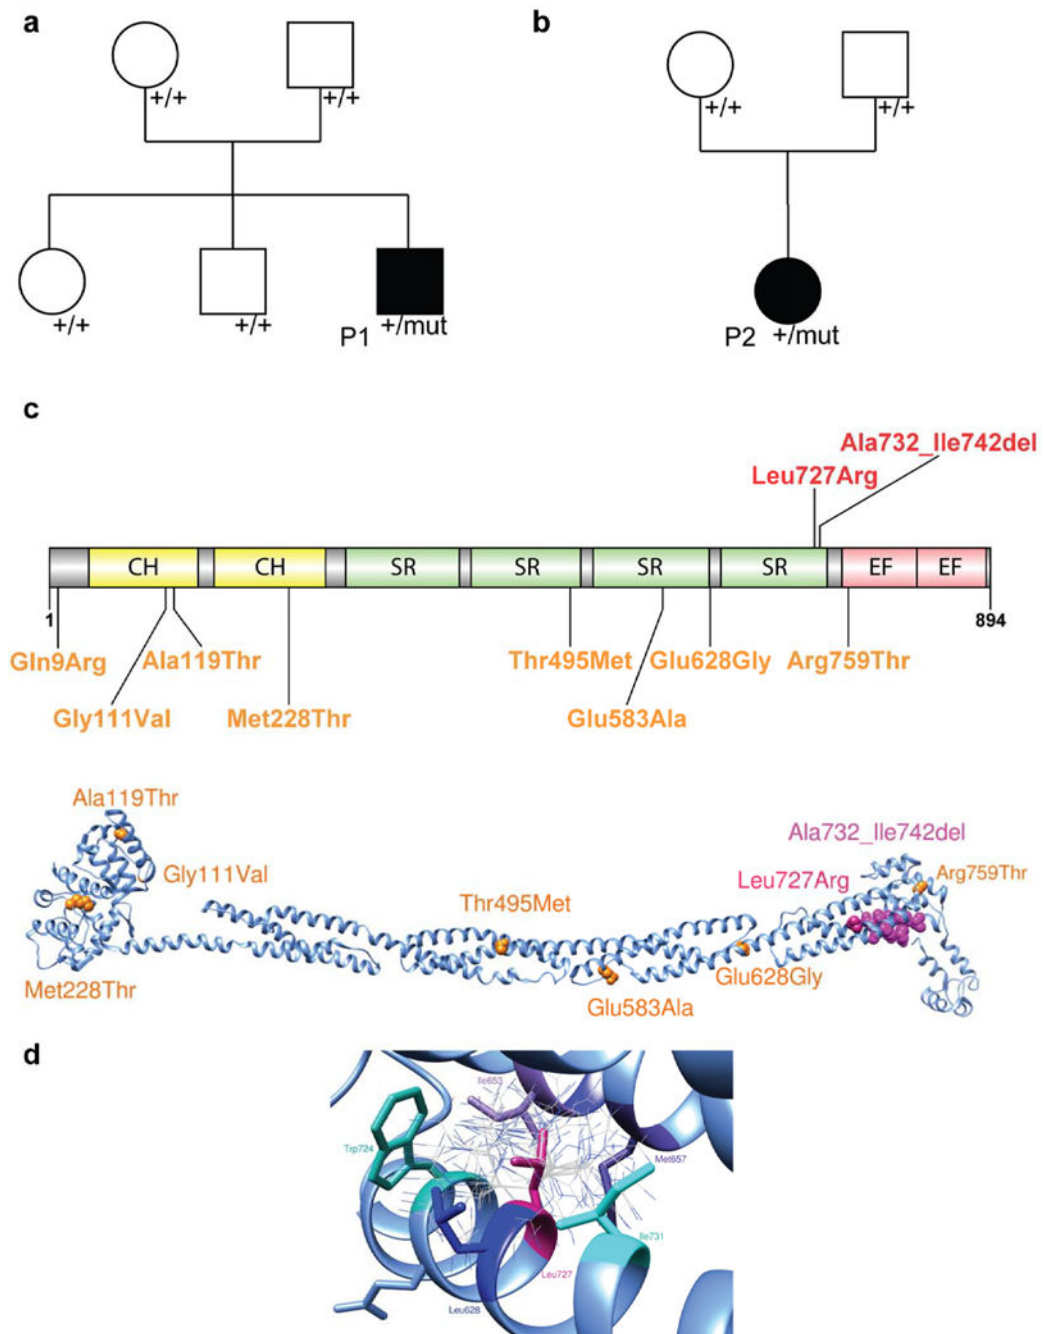 a
b
+/+
+/+
+/+
+/+
+/+
+/+
P1 +/mut
P2 +/mut
c
Ala732_Ile742del
Leu727Arg
CH CH SR SR SR SR EF EF
1
894
Gln9Arg Ala119Thr Thr495Met Glu628Gly Arg759Thr
Gly111Val Met228Thr Glu583Ala
Ala119Thr
Ala732_Ile742del
Gly111Val
Leu727Arg
Arg759Thr
Thr495Met
Met228Thr
Glu628Gly
Glu583Ala
d
Ile653
Trp724
Met657
Ile731
Leu727
Leu628